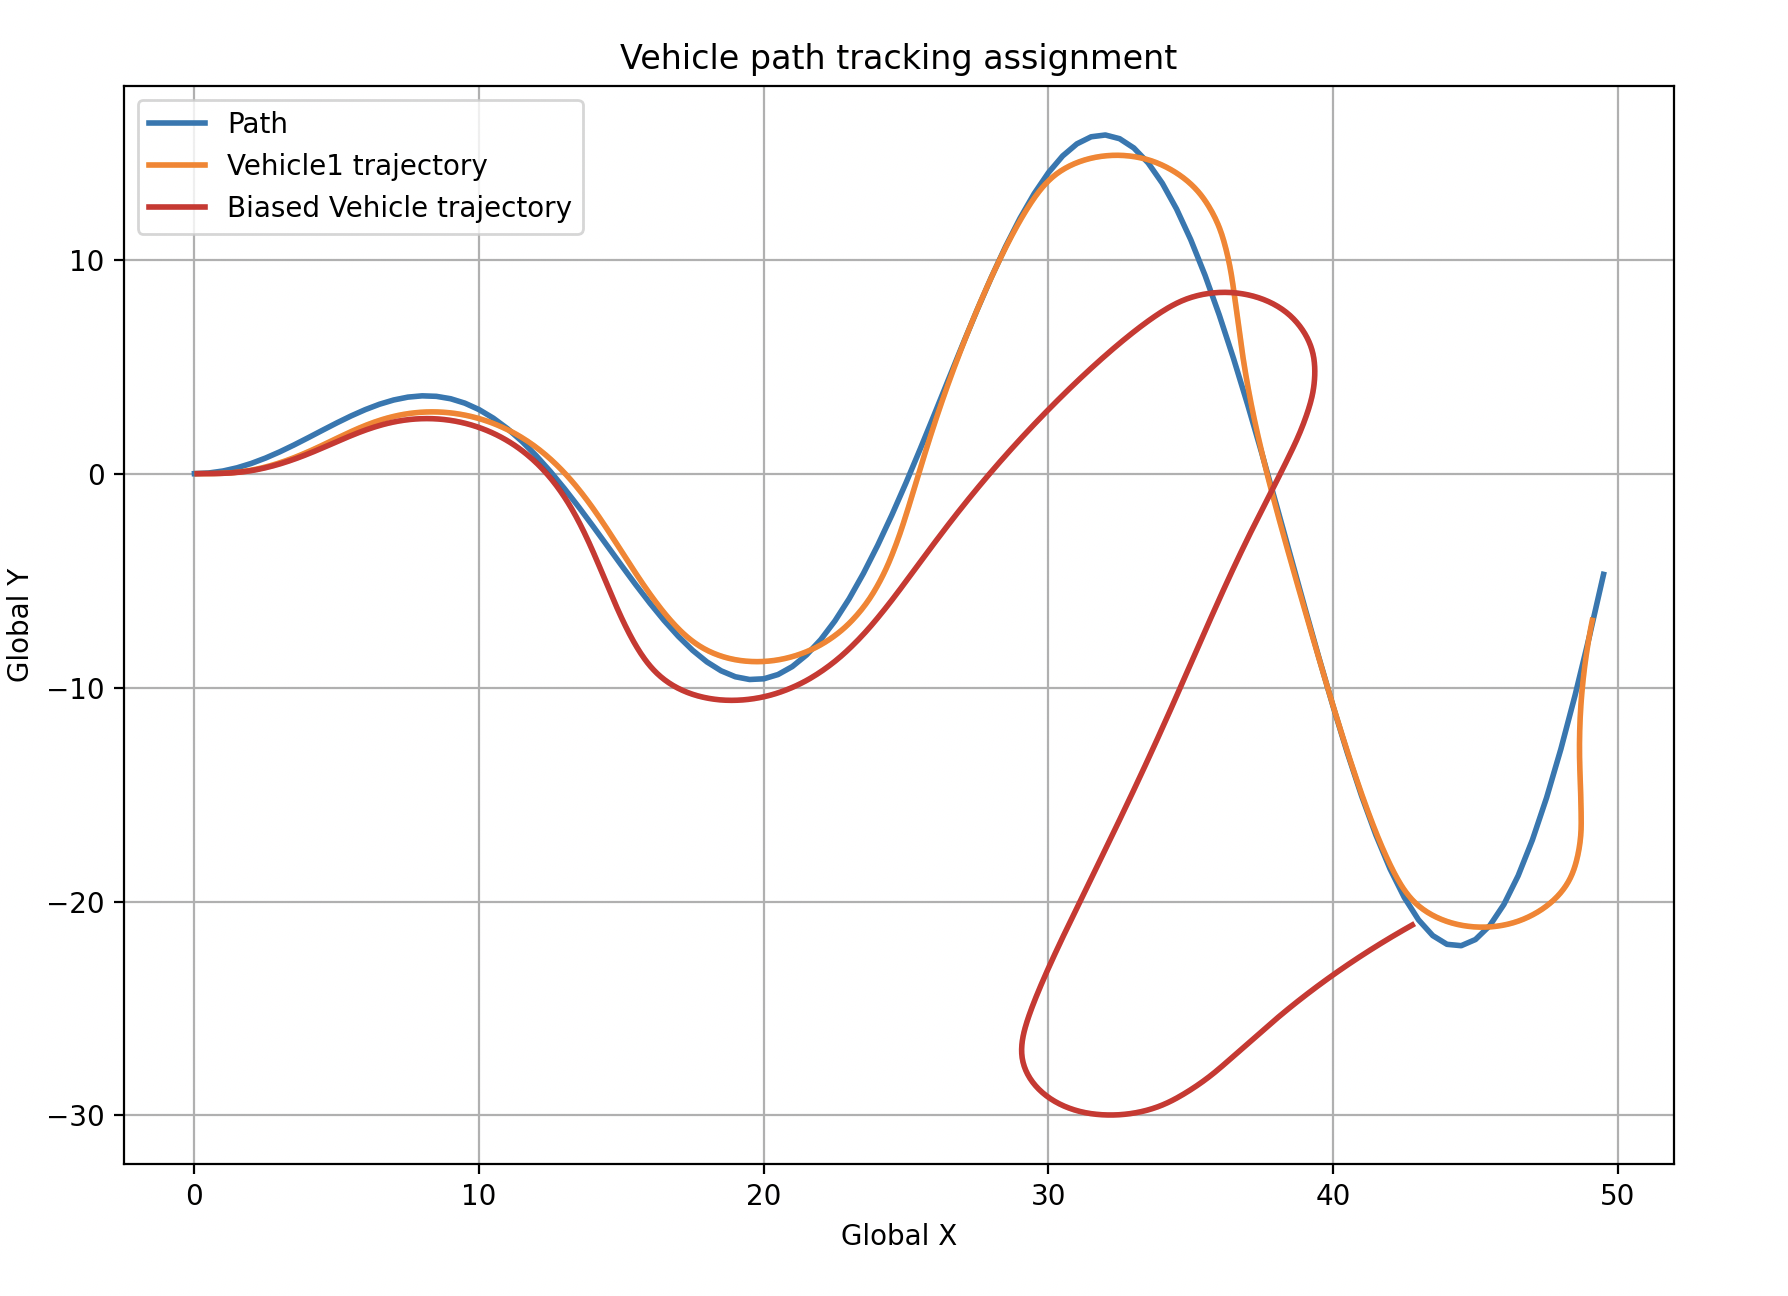 Vehicle path tracking assignment
Path
Vehicle1 trajectory
Biased Vehicle trajectory
10
0
−10
−20
−30
Global Y
0 10 20 30 40 50
Global X